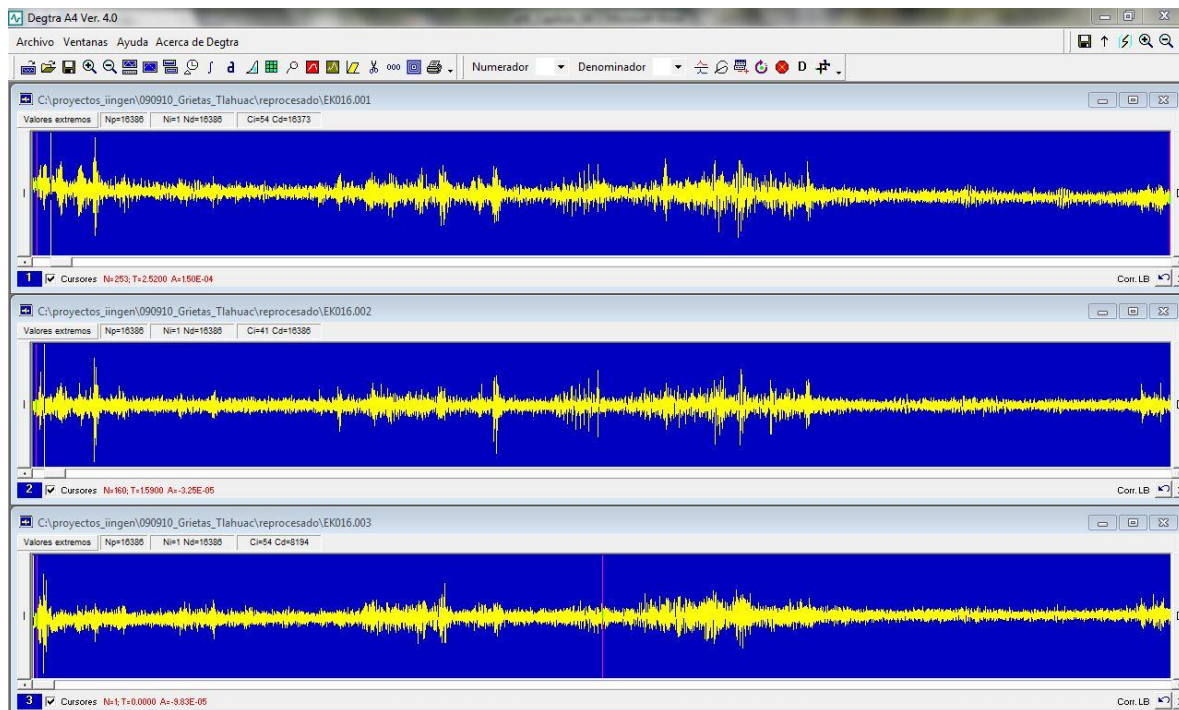 Degtra A4 Ver. 4.0
Archivo Ventanas Ayuda Acerca de Degtra
Numerador Denominador D
C:\proyectos_iingen\090910_Grietas_Tlahuac\reprocesado\EK016.001
Valores extremos Np=16386 Ni=1 Nd=16386 Ci=54 Cd=16373
1 Cursores N=253; T=2.5200 A=1.50E-04 Corr. LB
C:\proyectos_iingen\090910_Grietas_Tlahuac\reprocesado\EK016.002
Valores extremos Np=16386 Ni=1 Nd=16386 Ci=41 Cd=16386
2 Cursores N=160; T=1.5900 A=-3.25E-05 Corr. LB
C:\proyectos_iingen\090910_Grietas_Tlahuac\reprocesado\EK016.003
Valores extremos Np=16386 Ni=1 Nd=16386 Ci=54 Cd=8194
3 Cursores N=1; T=0.0000 A=-9.83E-05 Corr. LB